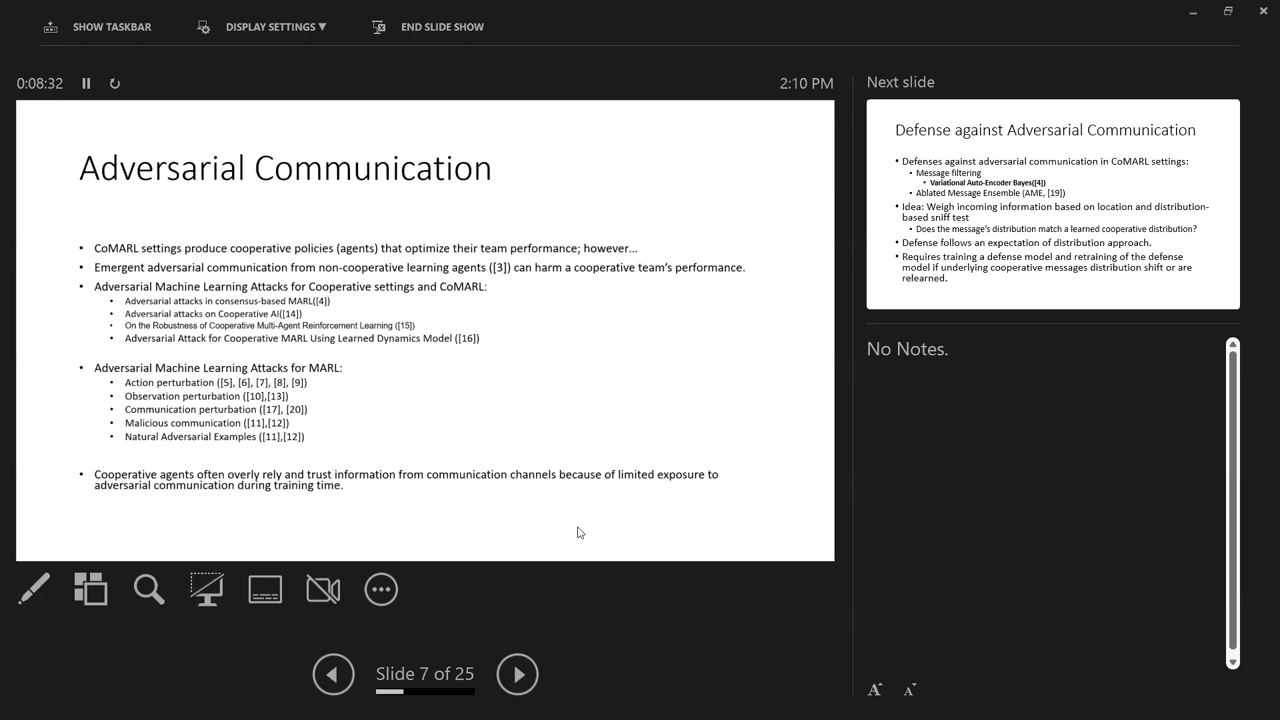 SHOW TASKBAR
DISPLAY SETTINGS ▼
END SLIDE SHOW
0:08:32
2:10 PM
Adversarial Communication
• CoMARL settings produce cooperative policies (agents) that optimize their team performance; however...
• Emergent adversarial communication from non-cooperative learning agents ([3]) can harm a cooperative team's performance.
• Adversarial Machine Learning Attacks for Cooperative settings and CoMARL:
• Adversarial attacks in consensus-based MARL([4])
• Adversarial attacks on Cooperative AI([14])
• On the Robustness of Cooperative Multi-Agent Reinforcement Learning ([15])
• Adversarial Attack for Cooperative MARL Using Learned Dynamics Model ([16])
• Adversarial Machine Learning Attacks for MARL:
• Action perturbation ([5], [6], [7], [8], [9])
• Observation perturbation ([10],[13])
• Communication perturbation ([17], [20])
• Malicious communication ([11],[12])
• Natural Adversarial Examples ([11],[12])
• Cooperative agents often overly rely and trust information from communication channels because of limited exposure to
adversarial communication during training time.
Slide 7 of 25
Next slide
Defense against Adversarial Communication
• Defenses against adversarial communication in CoMARL settings:
• Message filtering
• Variational Auto-Encoder Bayes([4])
• Ablated Message Ensemble (AME, [19])
• Idea: Weigh incoming information based on location and distribution-
based sniff test
• Does the message's distribution match a learned cooperative distribution?
• Defense follows an expectation of distribution approach.
• Requires training a defense model and retraining of the defense
model if underlying cooperative messages distribution shift or are
relearned.
No Notes.
A
A